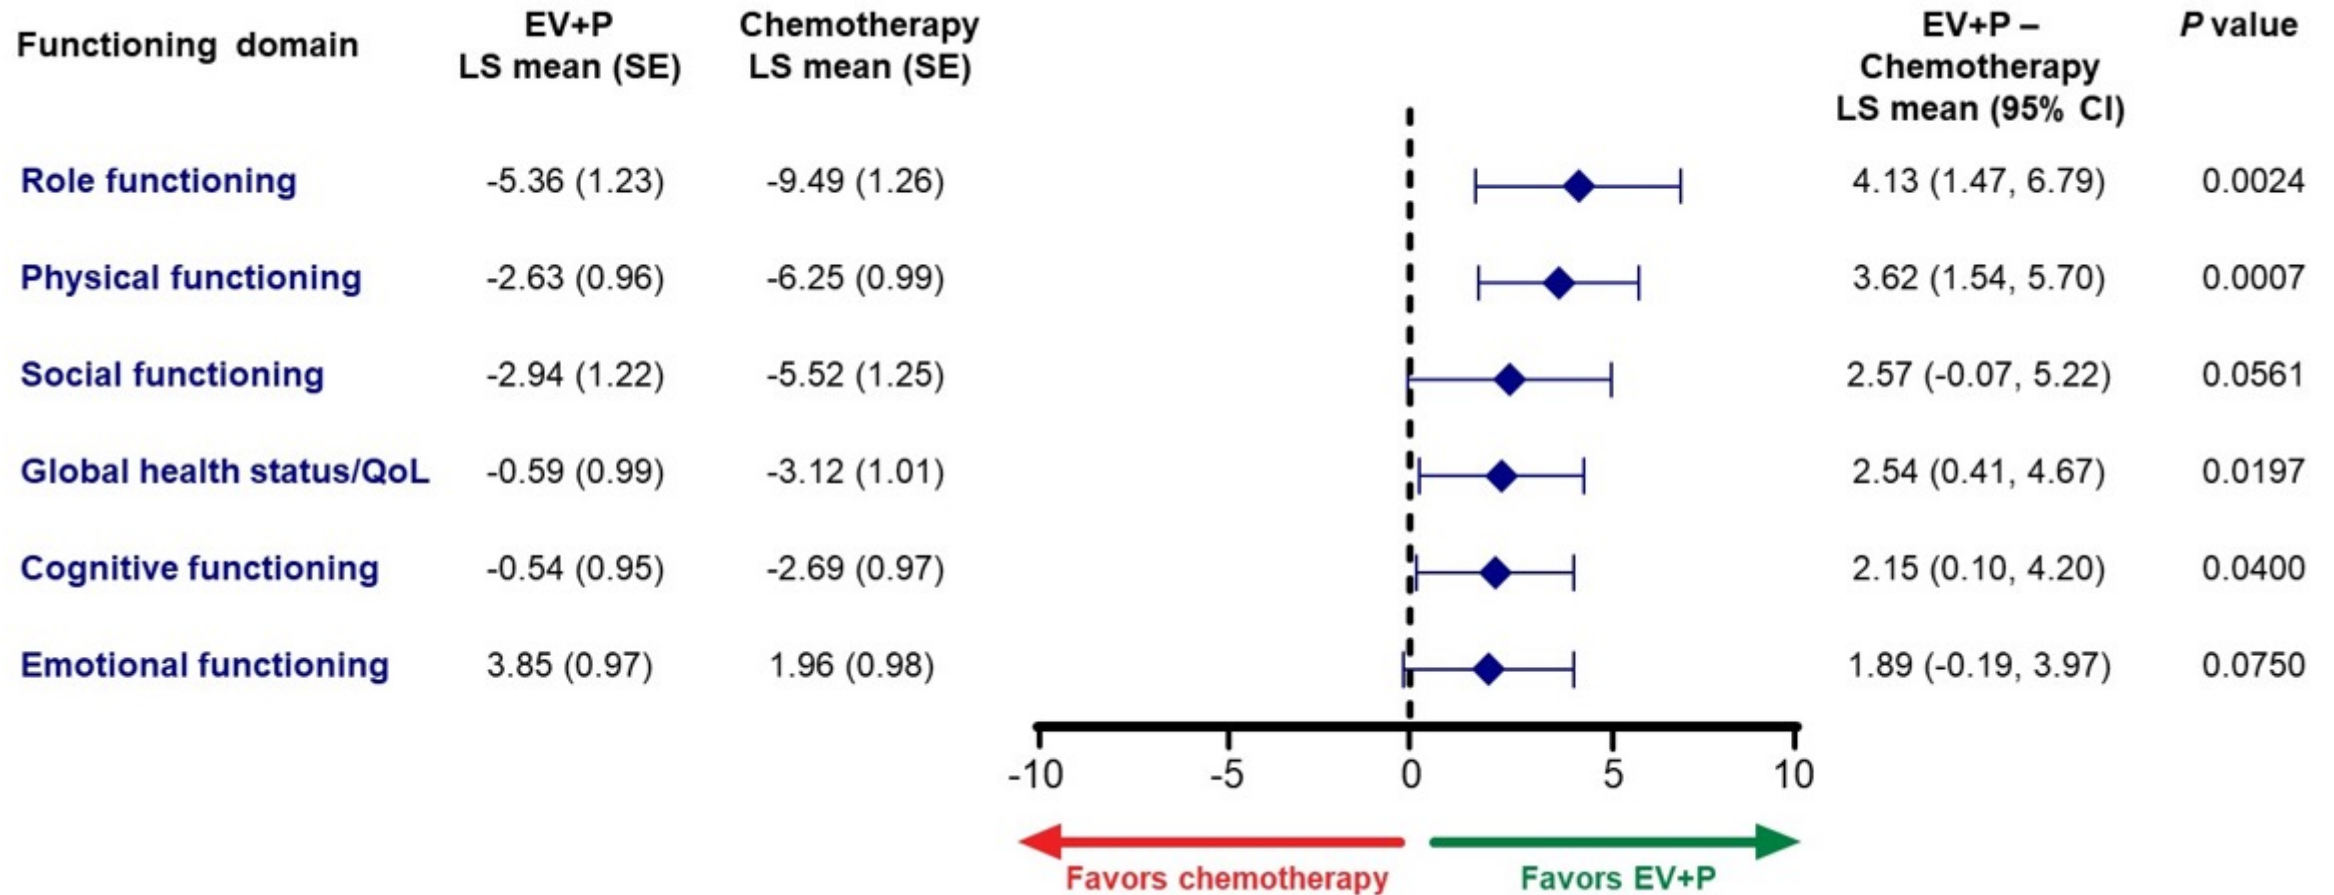 Functioning domain
EV+P
LS mean (SE)
Chemotherapy
LS mean (SE)
EV+P –
Chemotherapy
LS mean (95% CI)
P value
Role functioning -5.36 (1.23) -9.49 (1.26) 4.13 (1.47, 6.79) 0.0024
Physical functioning -2.63 (0.96) -6.25 (0.99) 3.62 (1.54, 5.70) 0.0007
Social functioning -2.94 (1.22) -5.52 (1.25) 2.57 (-0.07, 5.22) 0.0561
Global health status/QoL -0.59 (0.99) -3.12 (1.01) 2.54 (0.41, 4.67) 0.0197
Cognitive functioning -0.54 (0.95) -2.69 (0.97) 2.15 (0.10, 4.20) 0.0400
Emotional functioning 3.85 (0.97) 1.96 (0.98) 1.89 (-0.19, 3.97) 0.0750
-10 -5 0 5 10
Favors chemotherapy Favors EV+P